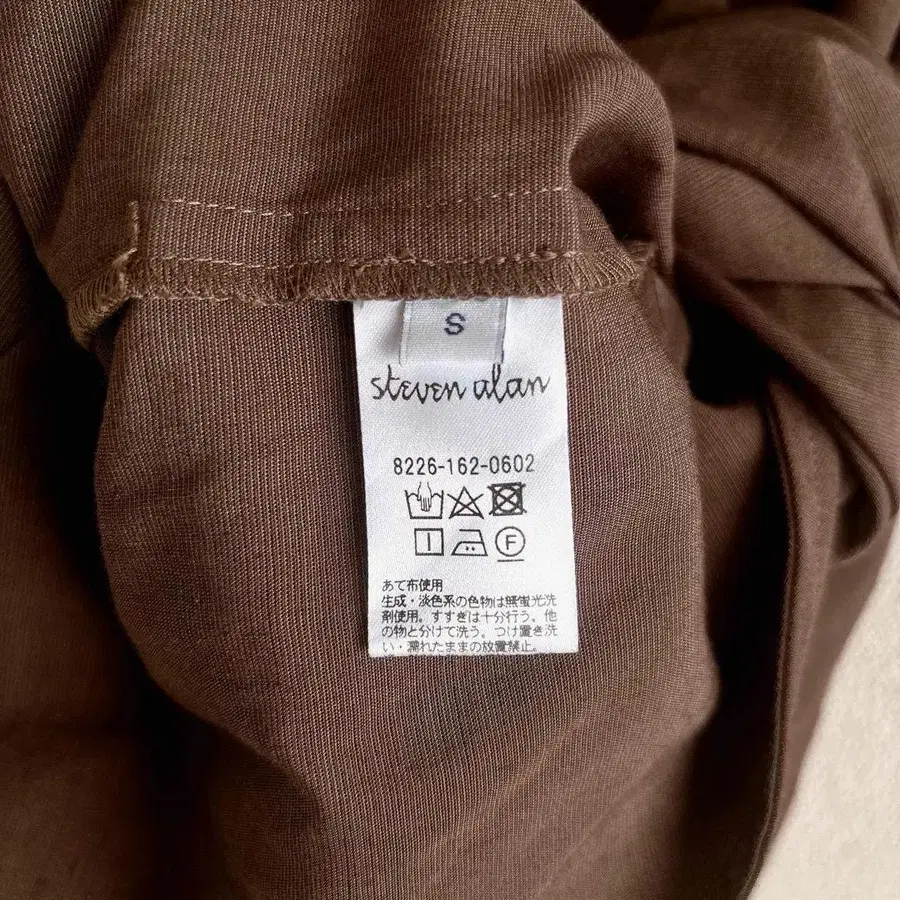 S
steven alan
8226-162-0602
F
あて布使用
生成・淡色系の色物は無蛍光洗
剤使用。すすぎは十分行う。他
の物と分けて洗う。つけ置き洗
い・濡れたままの放置禁止。